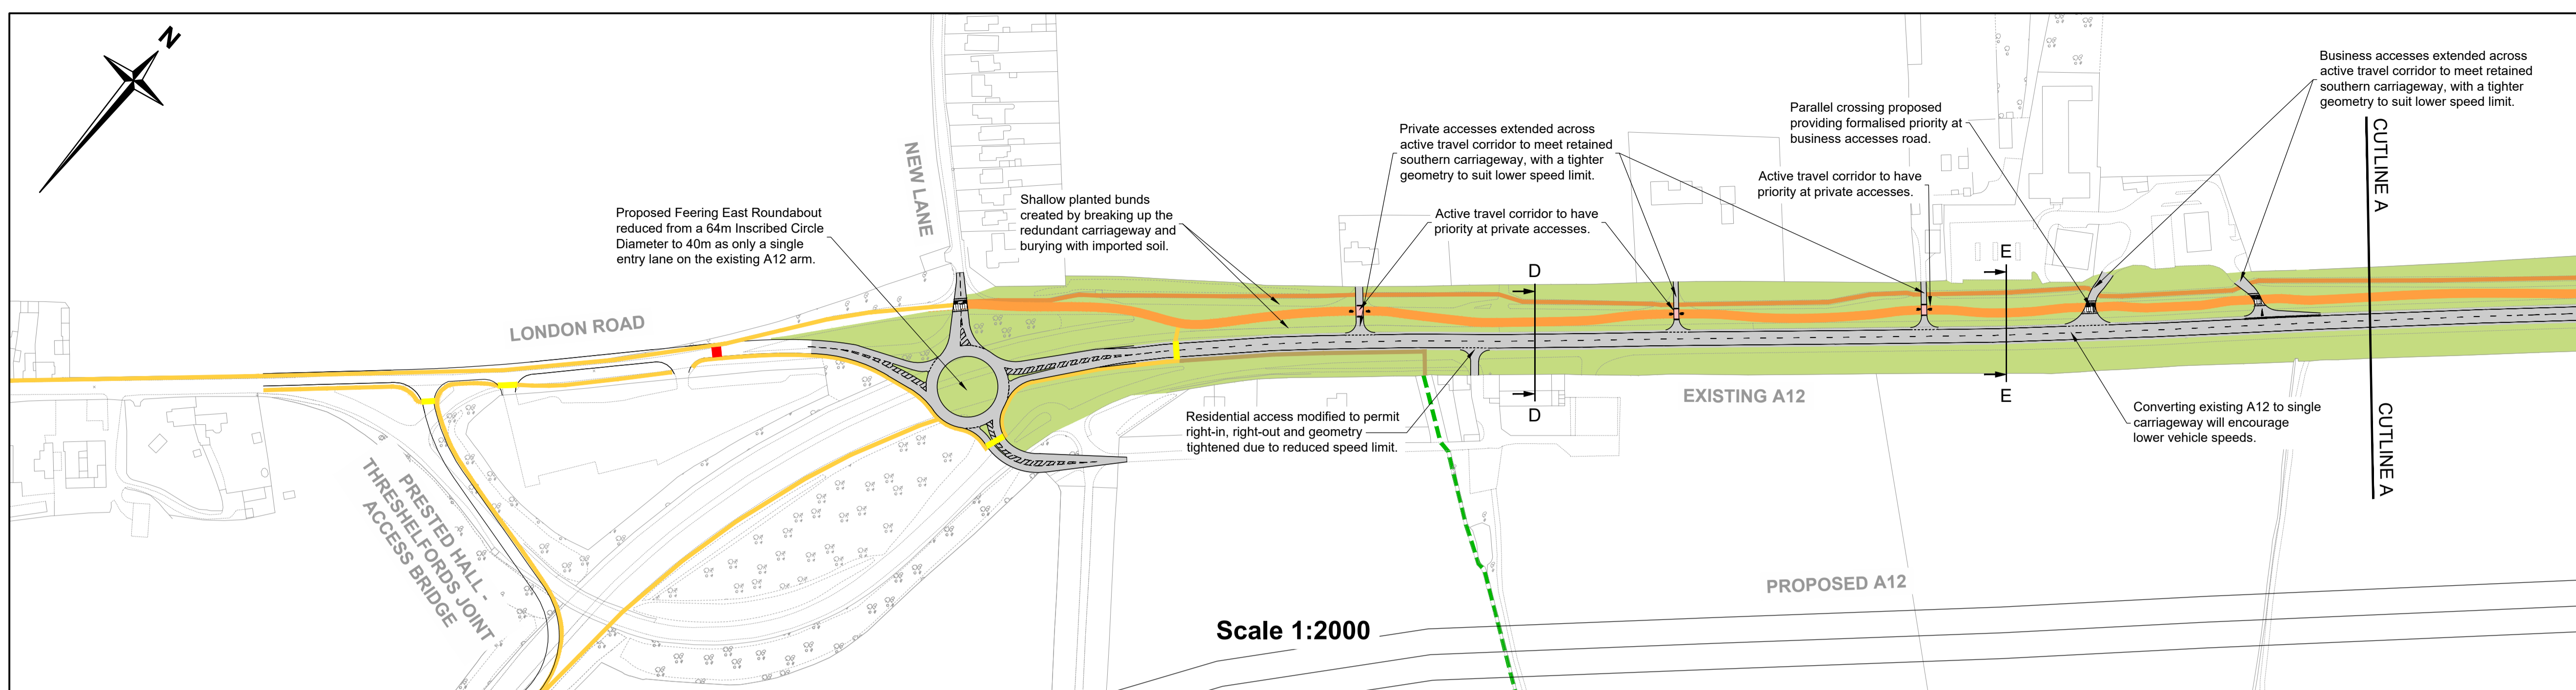 N
Proposed Feering East Roundabout
reduced from a 64m Inscribed Circle
Diameter to 40m as only a single
entry lane on the existing A12 arm.
NEW LANE
LONDON ROAD
Shallow planted bunds
created by breaking up the
redundant carriageway and
burying with imported soil.
Private accesses extended across
active travel corridor to meet retained
southern carriageway, with a tighter
geometry to suit lower speed limit.
Active travel corridor to have
priority at private accesses.
Parallel crossing proposed
providing formalised priority at
business accesses road.
Active travel corridor to have
priority at private accesses.
Business accesses extended across
active travel corridor to meet retained
southern carriageway, with a tighter
geometry to suit lower speed limit.
CUTLINE A
CUTLINE A
D
D
E
E
EXISTING A12
Residential access modified to permit
right-in, right-out and geometry
tightened due to reduced speed limit.
Converting existing A12 to single
carriageway will encourage
lower vehicle speeds.
PRESTED HALL -
THRESHELFORDS JOINT
ACCESS BRIDGE
PROPOSED A12
Scale 1:2000